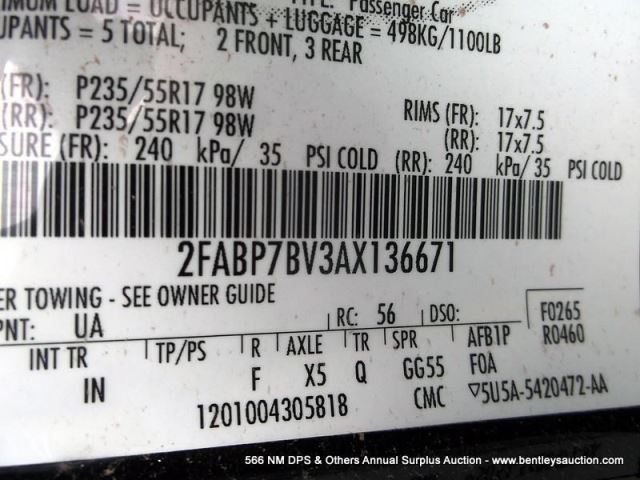 MUM LOAD = OCCUPANTS + LUGGAGE = 498KG/1100LB
Passenger Car
UPANTS = 5 TOTAL; 2 FRONT, 3 REAR
(FR): P235/55R17 98W RIMS (FR): 17x7.5
(RR): P235/55R17 98W (RR): 17x7.5
SURE (FR): 240 kPa/ 35 PSI COLD (RR): 240 kPa/ 35 PSI COLD
2FABP7BV3AX136671
ER TOWING - SEE OWNER GUIDE
PNT: UA RC: 56 DSO: F0265
R0460
INT TR TP/PS R AXLE TR SPR AFB1P
IN F X5 Q GG55 FOA
1201004305818 CMC ▽5U5A-5420472-AA
566 NM DPS & Others Annual Surplus Auction - www.bentleysauction.com